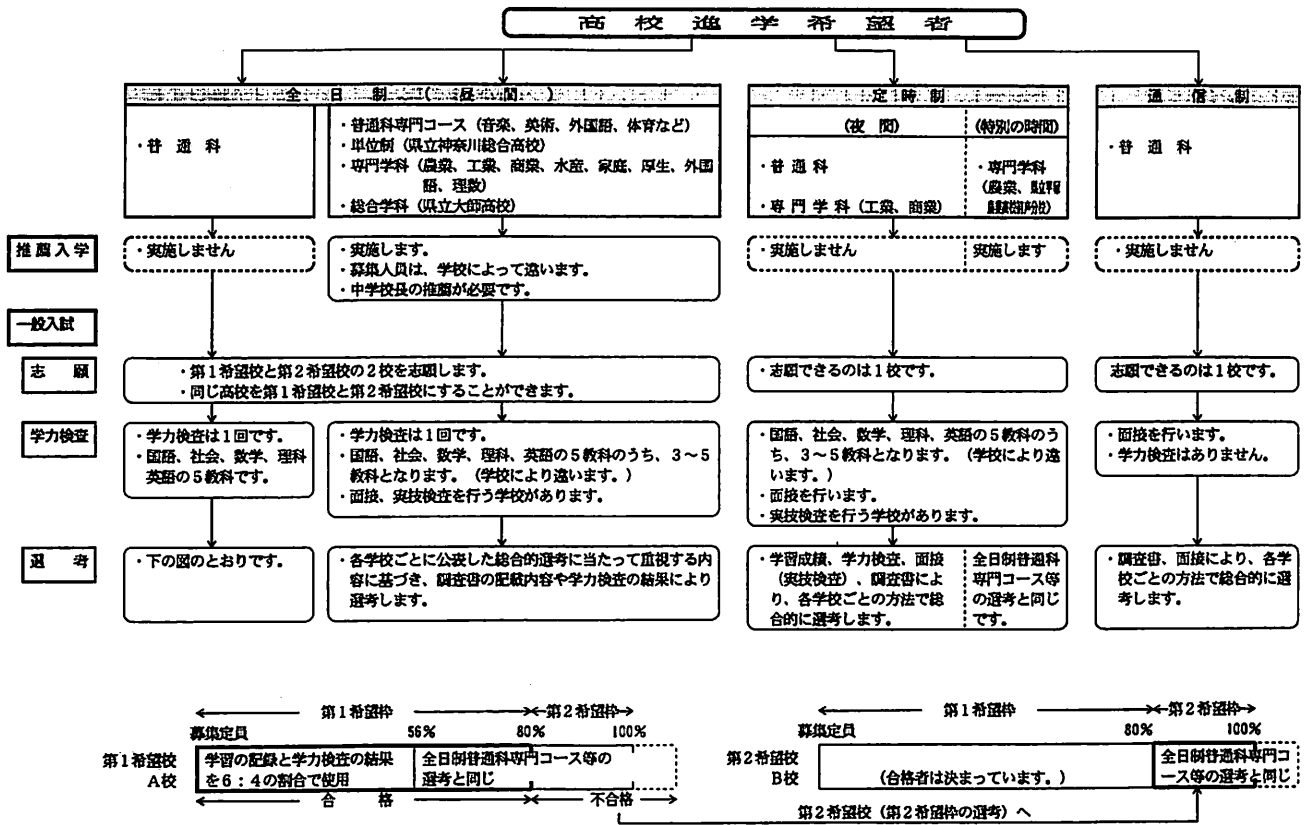 高校進学希望者
全日制（昼間）
・普通科
・普通科専門コース（音楽、美術、外国語、体育など）
・単位制（県立神奈川総合高校）
・専門学科（農業、工業、商業、水産、家庭、厚生、外国
語、理数）
・総合学科（県立大師高校）
定時制
（夜間）
（特別の時間）
・普通科
・専門学科（工業、商業）
・専門学科
（農業、
通信制
・普通科
推薦入学
・実施しません
・実施します。
・募集人員は、学校によって違います。
・中学校長の推薦が必要です。
・実施しません
実施します
・実施しません
一般入試
志願
・第1希望校と第2希望校の2校を志願します。
・同じ高校を第1希望校と第2希望校にすることができます。
・志願できるのは1校です。
志願できるのは1校です。
学力検査
・学力検査は1回です。
・国語、社会、数学、理科
英語の5教科です。
・学力検査は1回です。
・国語、社会、数学、理科、英語の5教科のうち、3～5
教科となります。（学校により違います。）
・面接、実技検査を行う学校があります。
・国語、社会、数学、理科、英語の5教科のう
ち、3～5教科となります。（学校により違
います。）
・面接を行います。
・実技検査を行う学校があります。
・面接を行います。
・学力検査はありません。
選考
・下の図のとおりです。
・各学校ごとに公表した総合的選考に当たって重視する内
容に基づき、調査書の記載内容や学力検査の結果により
選考します。
・学習成績、学力検査、面接
（実技検査）、調査書によ
り、各学校ごとの方法で総
合的に選考します。
全日制普通科
専門コース等
の選考と同じ
です。
・調査書、面接により、各学
校ごとの方法で総合的に選
考します。
第1希望枠
第2希望枠
募集定員
56%
80%
100%
第1希望校
A校
学習の記録と学力検査の結果
を6：4の割合で使用
全日制普通科専門コース等の
選考と同じ
合格
不合格
第1希望枠
第2希望枠
募集定員
80%
100%
第2希望校
B校
（合格者は決まっています。）
全日制普通科専門コ
ース等の選考と同じ
第2希望校（第2希望枠の選考）へ